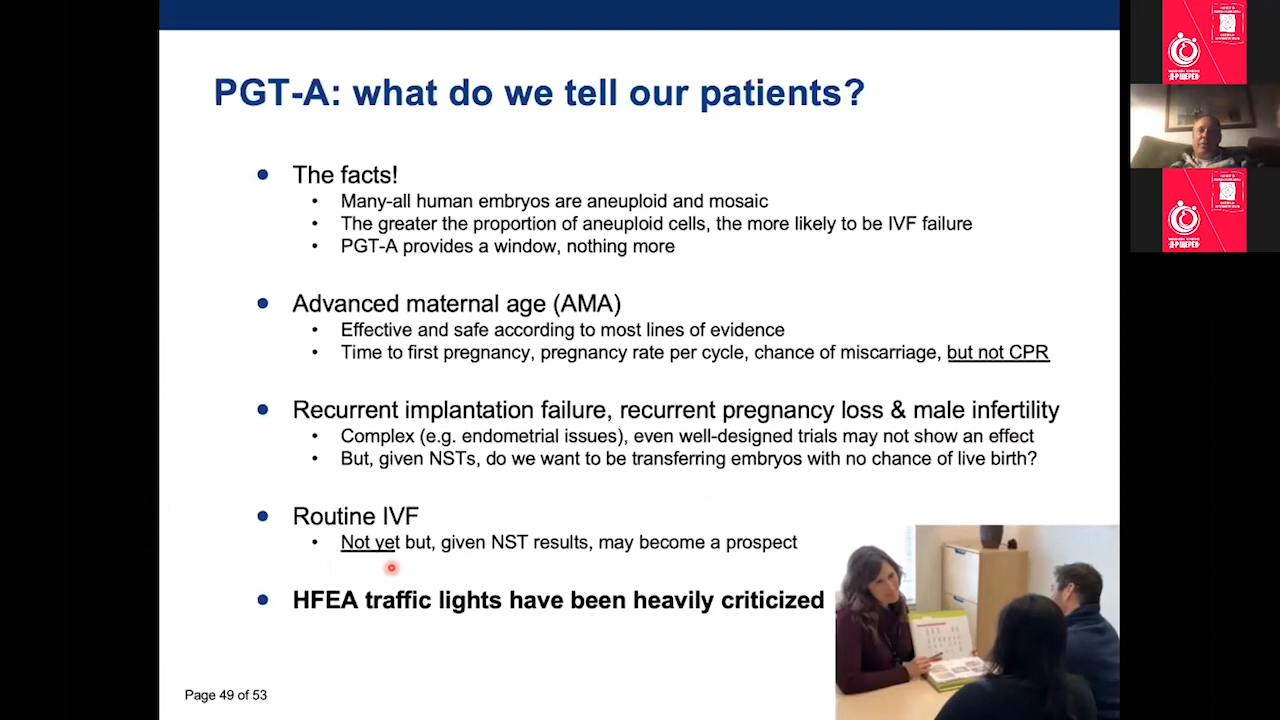 PGT-A: what do we tell our patients?
The facts!
Many-all human embryos are aneuploid and mosaic
The greater the proportion of aneuploid cells, the more likely to be IVF failure
PGT-A provides a window, nothing more
Advanced maternal age (AMA)
Effective and safe according to most lines of evidence
Time to first pregnancy, pregnancy rate per cycle, chance of miscarriage, but not CPR
Recurrent implantation failure, recurrent pregnancy loss & male infertility
Complex (e.g. endometrial issues), even well-designed trials may not show an effect
But, given NSTs, do we want to be transferring embryos with no chance of live birth?
Routine IVF
Not yet but, given NST results, may become a prospect
HFEA traffic lights have been heavily criticized
Page 49 of 53
Д-Р ЩЕРЕВ
Д-Р ЩЕРЕВ